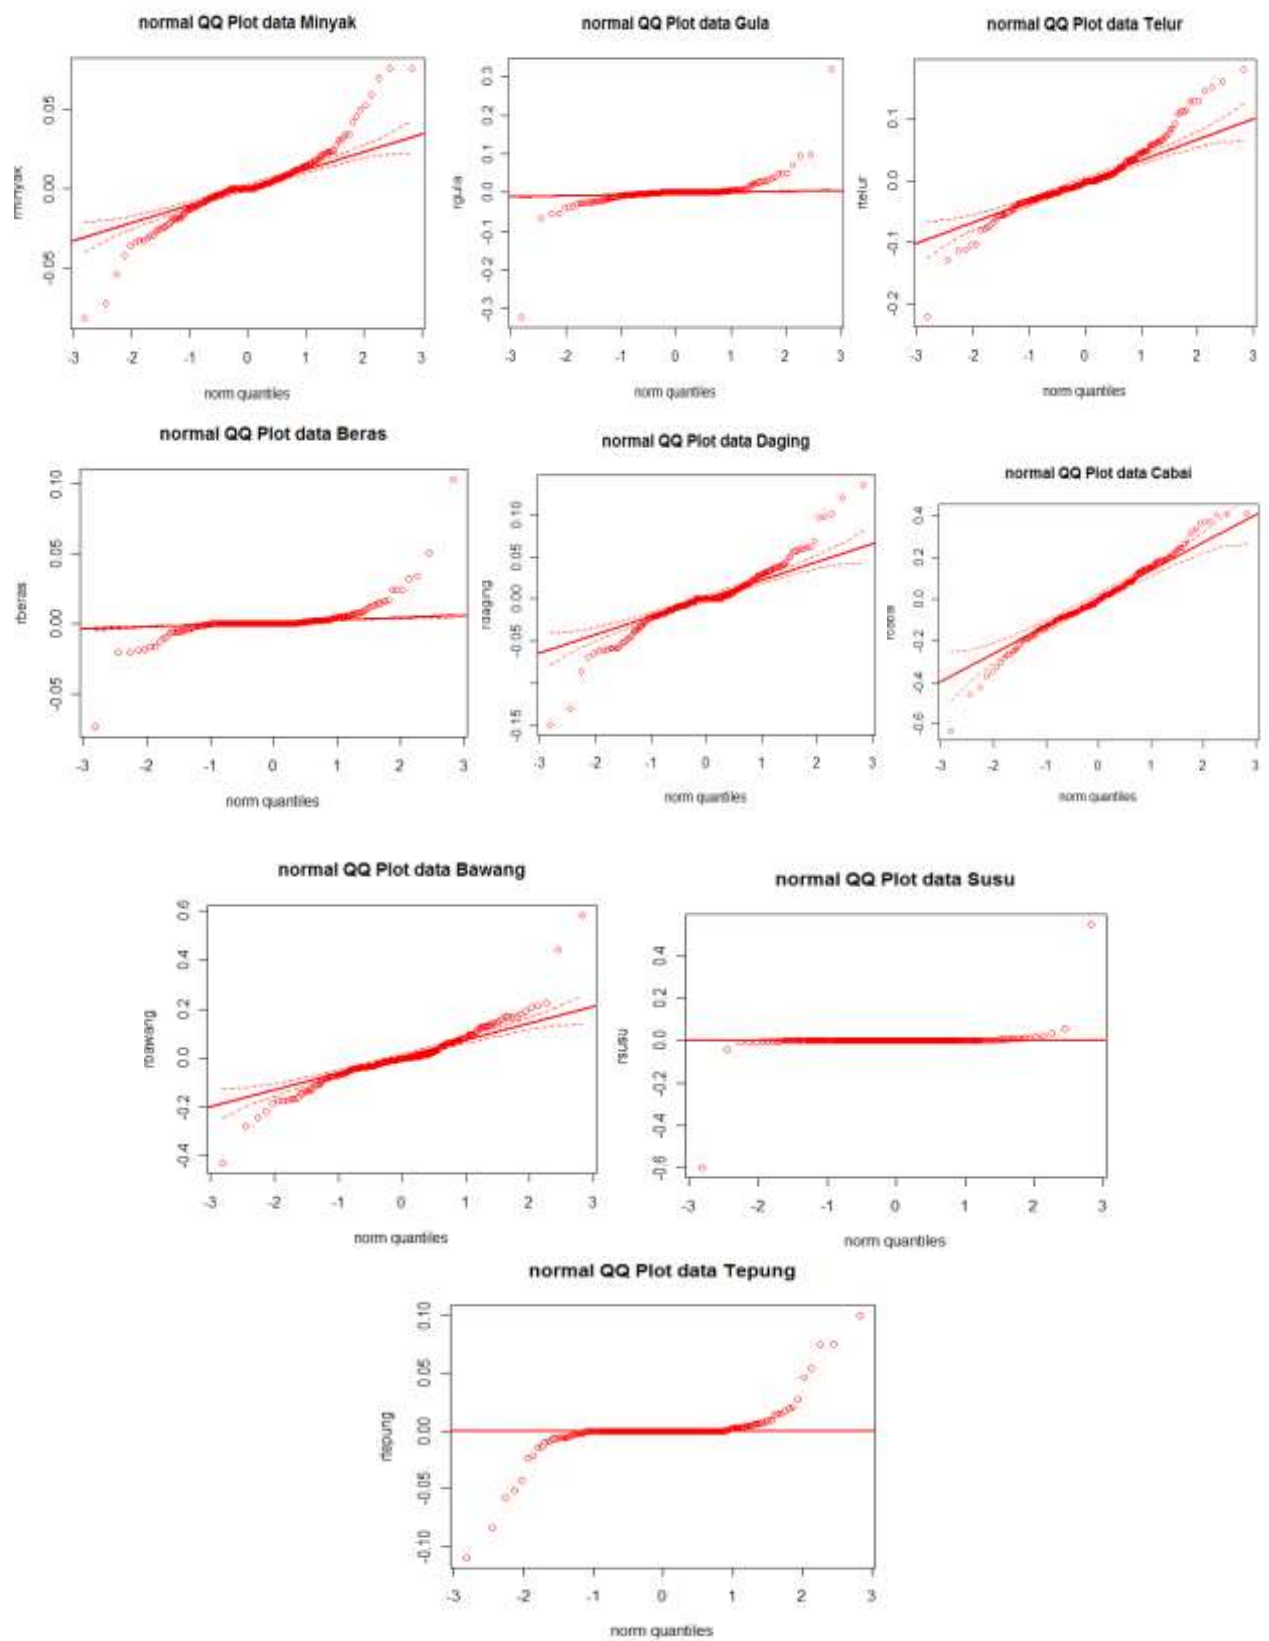 normal QQ Plot data Minyak
rminyak
0.05
0.00
-0.05
-3 -2 -1 0 1 2 3
norm quantiles
normal QQ Plot data Gula
rgula
0.3
0.2
0.1
0.0
-0.1
-0.2
-0.3
-3 -2 -1 0 1 2 3
norm quantiles
normal QQ Plot data Telur
rtelur
0.1
0.0
-0.1
-0.2
-3 -2 -1 0 1 2 3
norm quantiles
normal QQ Plot data Beras
rberas
0.10
0.05
0.00
-0.05
-3 -2 -1 0 1 2 3
norm quantiles
normal QQ Plot data Daging
rdaging
0.10
0.05
0.00
-0.05
-0.15
-3 -2 -1 0 1 2 3
norm quantiles
normal QQ Plot data Cabai
rcabai
0.4
0.2
0.0
-0.2
-0.4
-0.6
-3 -2 -1 0 1 2 3
norm quantiles
normal QQ Plot data Bawang
rbawang
0.6
0.4
0.2
0.0
-0.2
-0.4
-3 -2 -1 0 1 2 3
norm quantiles
normal QQ Plot data Susu
rsusu
0.4
0.2
0.0
-0.2
-0.4
-0.6
-3 -2 -1 0 1 2 3
norm quantiles
normal QQ Plot data Tepung
rtepung
0.10
0.05
0.00
-0.05
-0.10
-3 -2 -1 0 1 2 3
norm quantiles